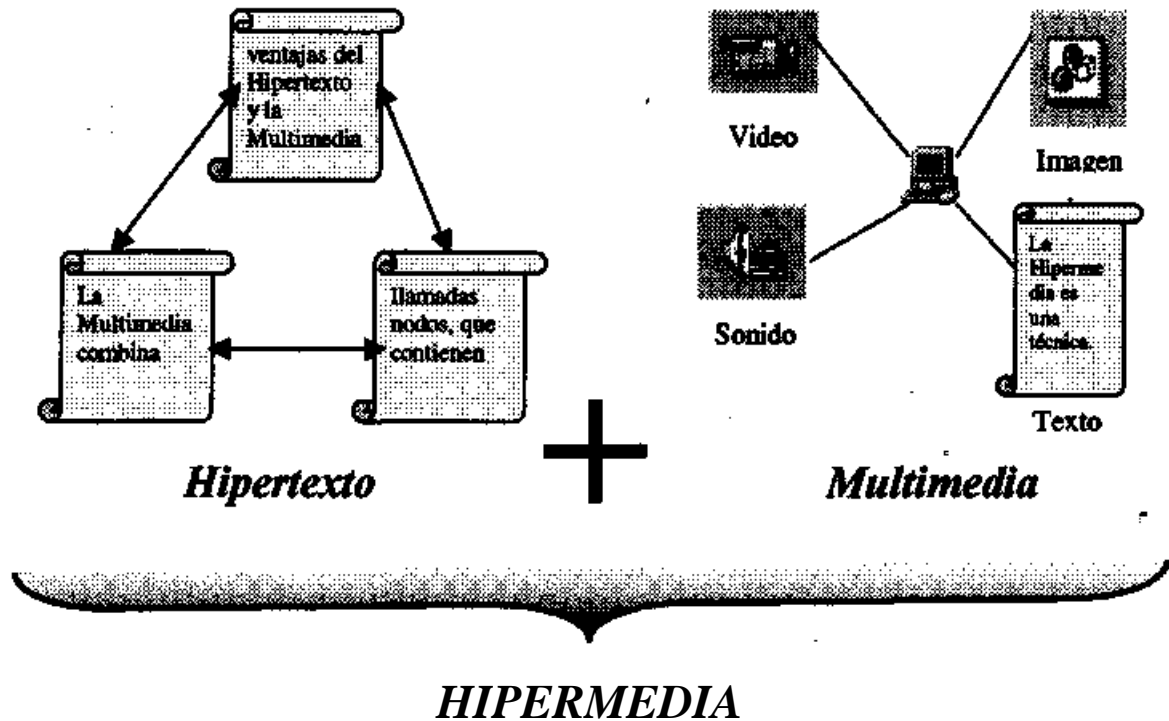 ventajas del
Hipertexto
y la
Multimedia
La
Multimedia
combina
llamadas
nodos, que
contienen
Hipertexto
+
Video
Imagen
Sonido
La
Hiperme
dia es
una
técnica.
Texto
Multimedia
HIPERMEDIA